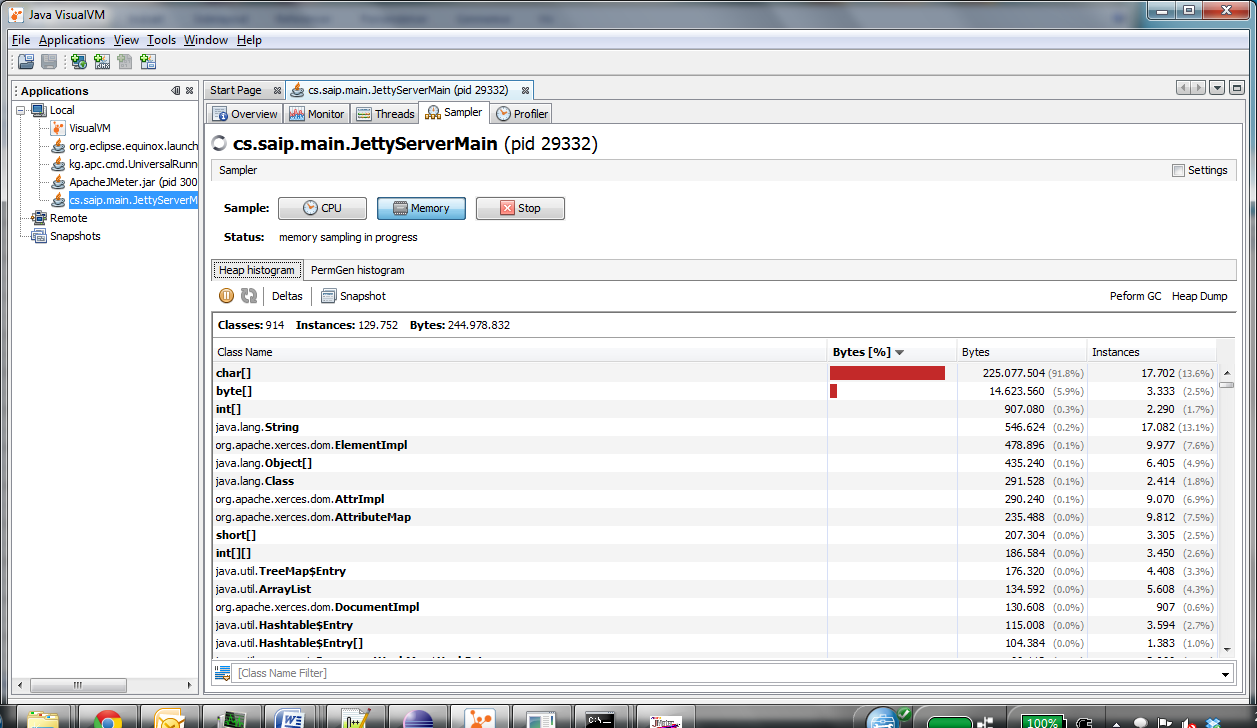 Java VisualVM
File Applications View Tools Window Help
Applications
Local
VisualVM
org.eclipse.equinox.launch
kg.apc.cmd.UniversalRunn
ApacheJMeter.jar (pid 300
cs.saip.main.JettyServerM
Remote
Snapshots
Start Page cs.saip.main.JettyServerMain (pid 29332)
Overview Monitor Threads Sampler Profiler
cs.saip.main.JettyServerMain (pid 29332)
Sampler Settings
Sample: CPU Memory Stop
Status: memory sampling in progress
Heap histogram PermGen histogram
Deltas Snapshot Peform GC Heap Dump
Classes: 914 Instances: 129.752 Bytes: 244.978.832
Class Name Bytes [%] Bytes Instances
char[] 225.077.504 (91.8%) 17.702 (13.6%)
byte[] 14.623.560 (5.9%) 3.333 (2.5%)
int[] 907.080 (0.3%) 2.290 (1.7%)
java.lang.String 546.624 (0.2%) 17.082 (13.1%)
org.apache.xerces.dom.ElementImpl 478.896 (0.1%) 9.977 (7.6%)
java.lang.Object[] 435.240 (0.1%) 6.405 (4.9%)
java.lang.Class 291.528 (0.1%) 2.414 (1.8%)
org.apache.xerces.dom.AttrImpl 290.240 (0.1%) 9.070 (6.9%)
org.apache.xerces.dom.AttributeMap 235.488 (0.0%) 9.812 (7.5%)
short[] 207.304 (0.0%) 3.305 (2.5%)
int[][] 186.584 (0.0%) 3.450 (2.6%)
java.util.TreeMap$Entry 176.320 (0.0%) 4.408 (3.3%)
java.util.ArrayList 134.592 (0.0%) 5.608 (4.3%)
org.apache.xerces.dom.DocumentImpl 130.608 (0.0%) 907 (0.6%)
java.util.Hashtable$Entry 115.008 (0.0%) 3.594 (2.7%)
java.util.Hashtable$Entry[] 104.384 (0.0%) 1.383 (1.0%)
[Class Name Filter]
100%